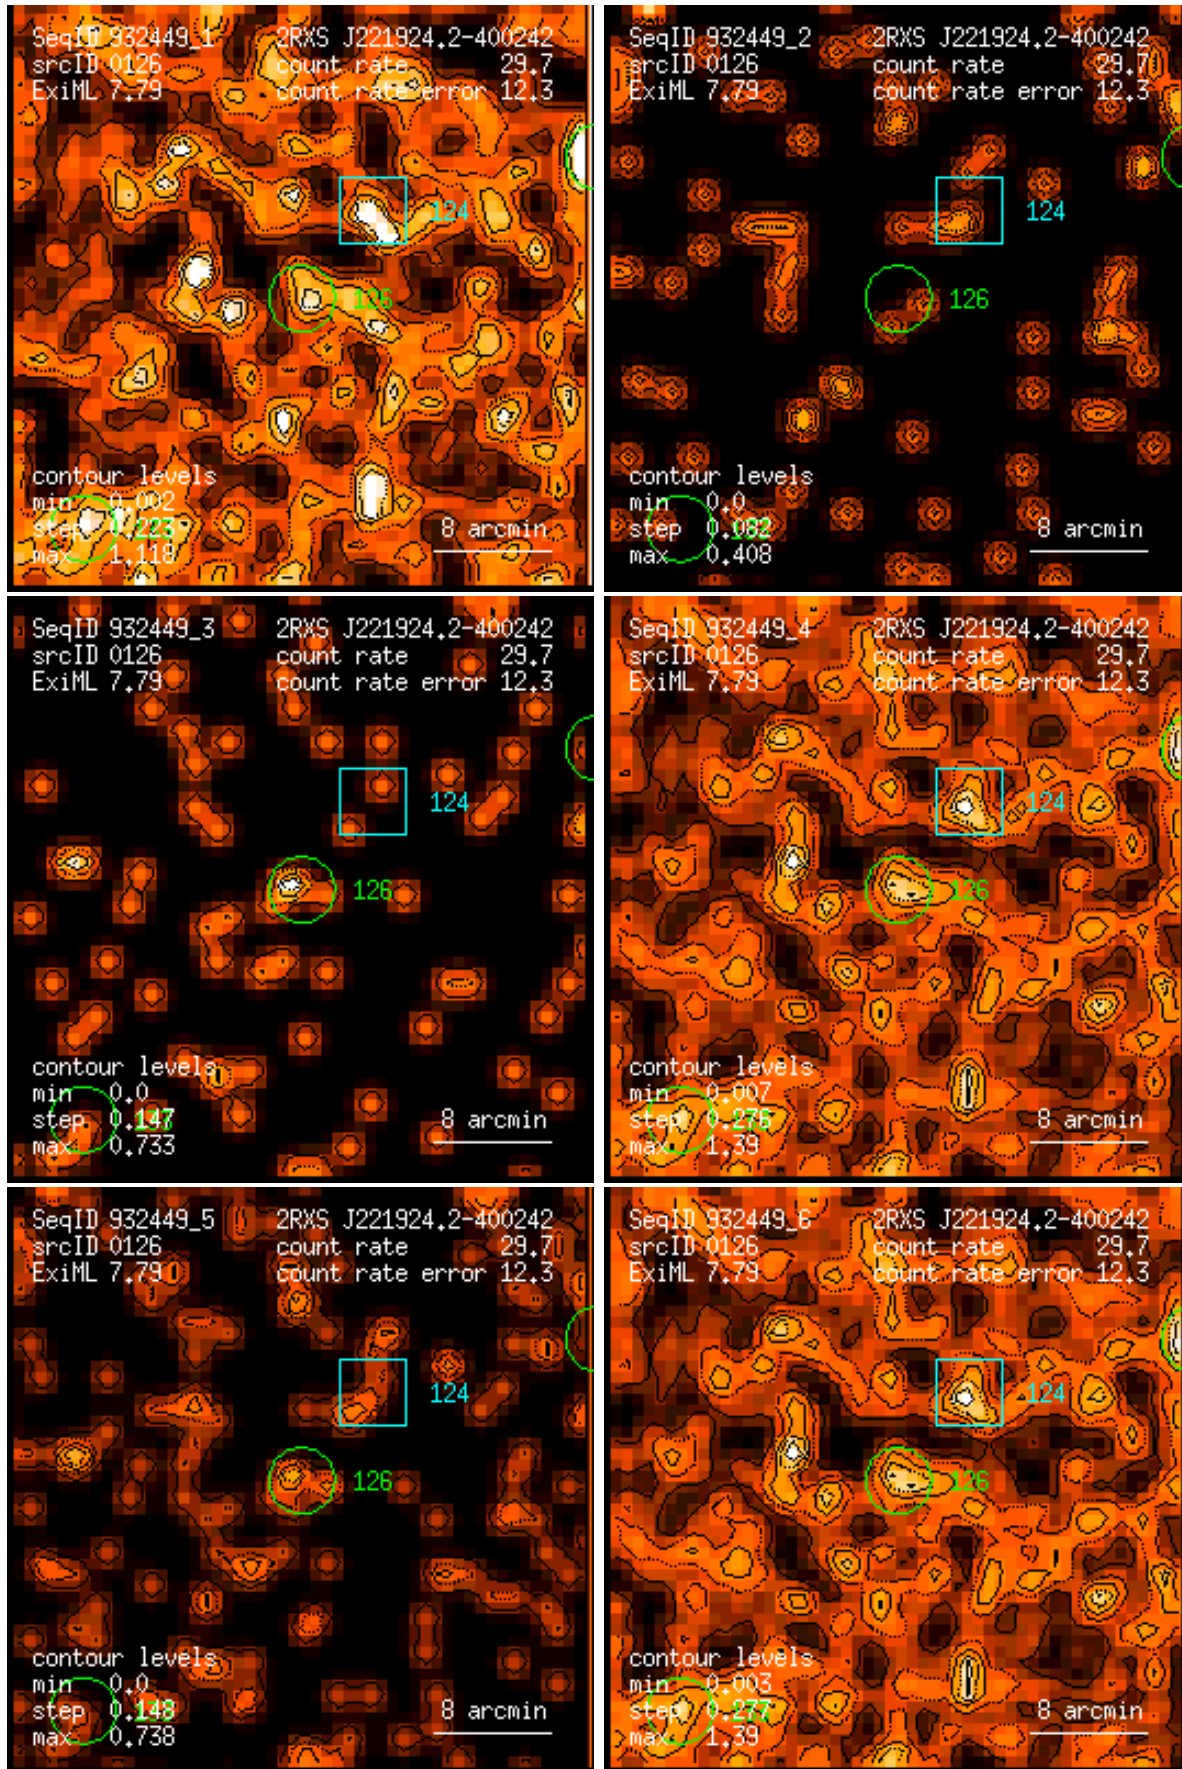 SeqID 932449_1 2RXS J221924.2-400242
srcID 0126 count rate 29.7
ExiML 7.79 count rate error 12.3
124
126
contour levels
min 0.002
step 0.223
max 1.118
8 arcmin
SeqID 932449_2 2RXS J221924.2-400242
srcID 0126 count rate 29.7
ExiML 7.79 count rate error 12.3
124
126
contour levels
min 0.0
step 0.082
max 0.408
8 arcmin
SeqID 932449_3 2RXS J221924.2-400242
srcID 0126 count rate 29.7
ExiML 7.79 count rate error 12.3
124
126
contour levels
min 0.0
step 0.147
max 0.733
8 arcmin
SeqID 932449_4 2RXS J221924.2-400242
srcID 0126 count rate 29.7
ExiML 7.79 count rate error 12.3
124
126
contour levels
min 0.007
step 0.276
max 1.39
8 arcmin
SeqID 932449_5 2RXS J221924.2-400242
srcID 0126 count rate 29.7
ExiML 7.79 count rate error 12.3
124
126
contour levels
min 0.0
step 0.148
max 0.738
8 arcmin
SeqID 932449_6 2RXS J221924.2-400242
srcID 0126 count rate 29.7
ExiML 7.79 count rate error 12.3
124
126
contour levels
min 0.003
step 0.277
max 1.39
8 arcmin